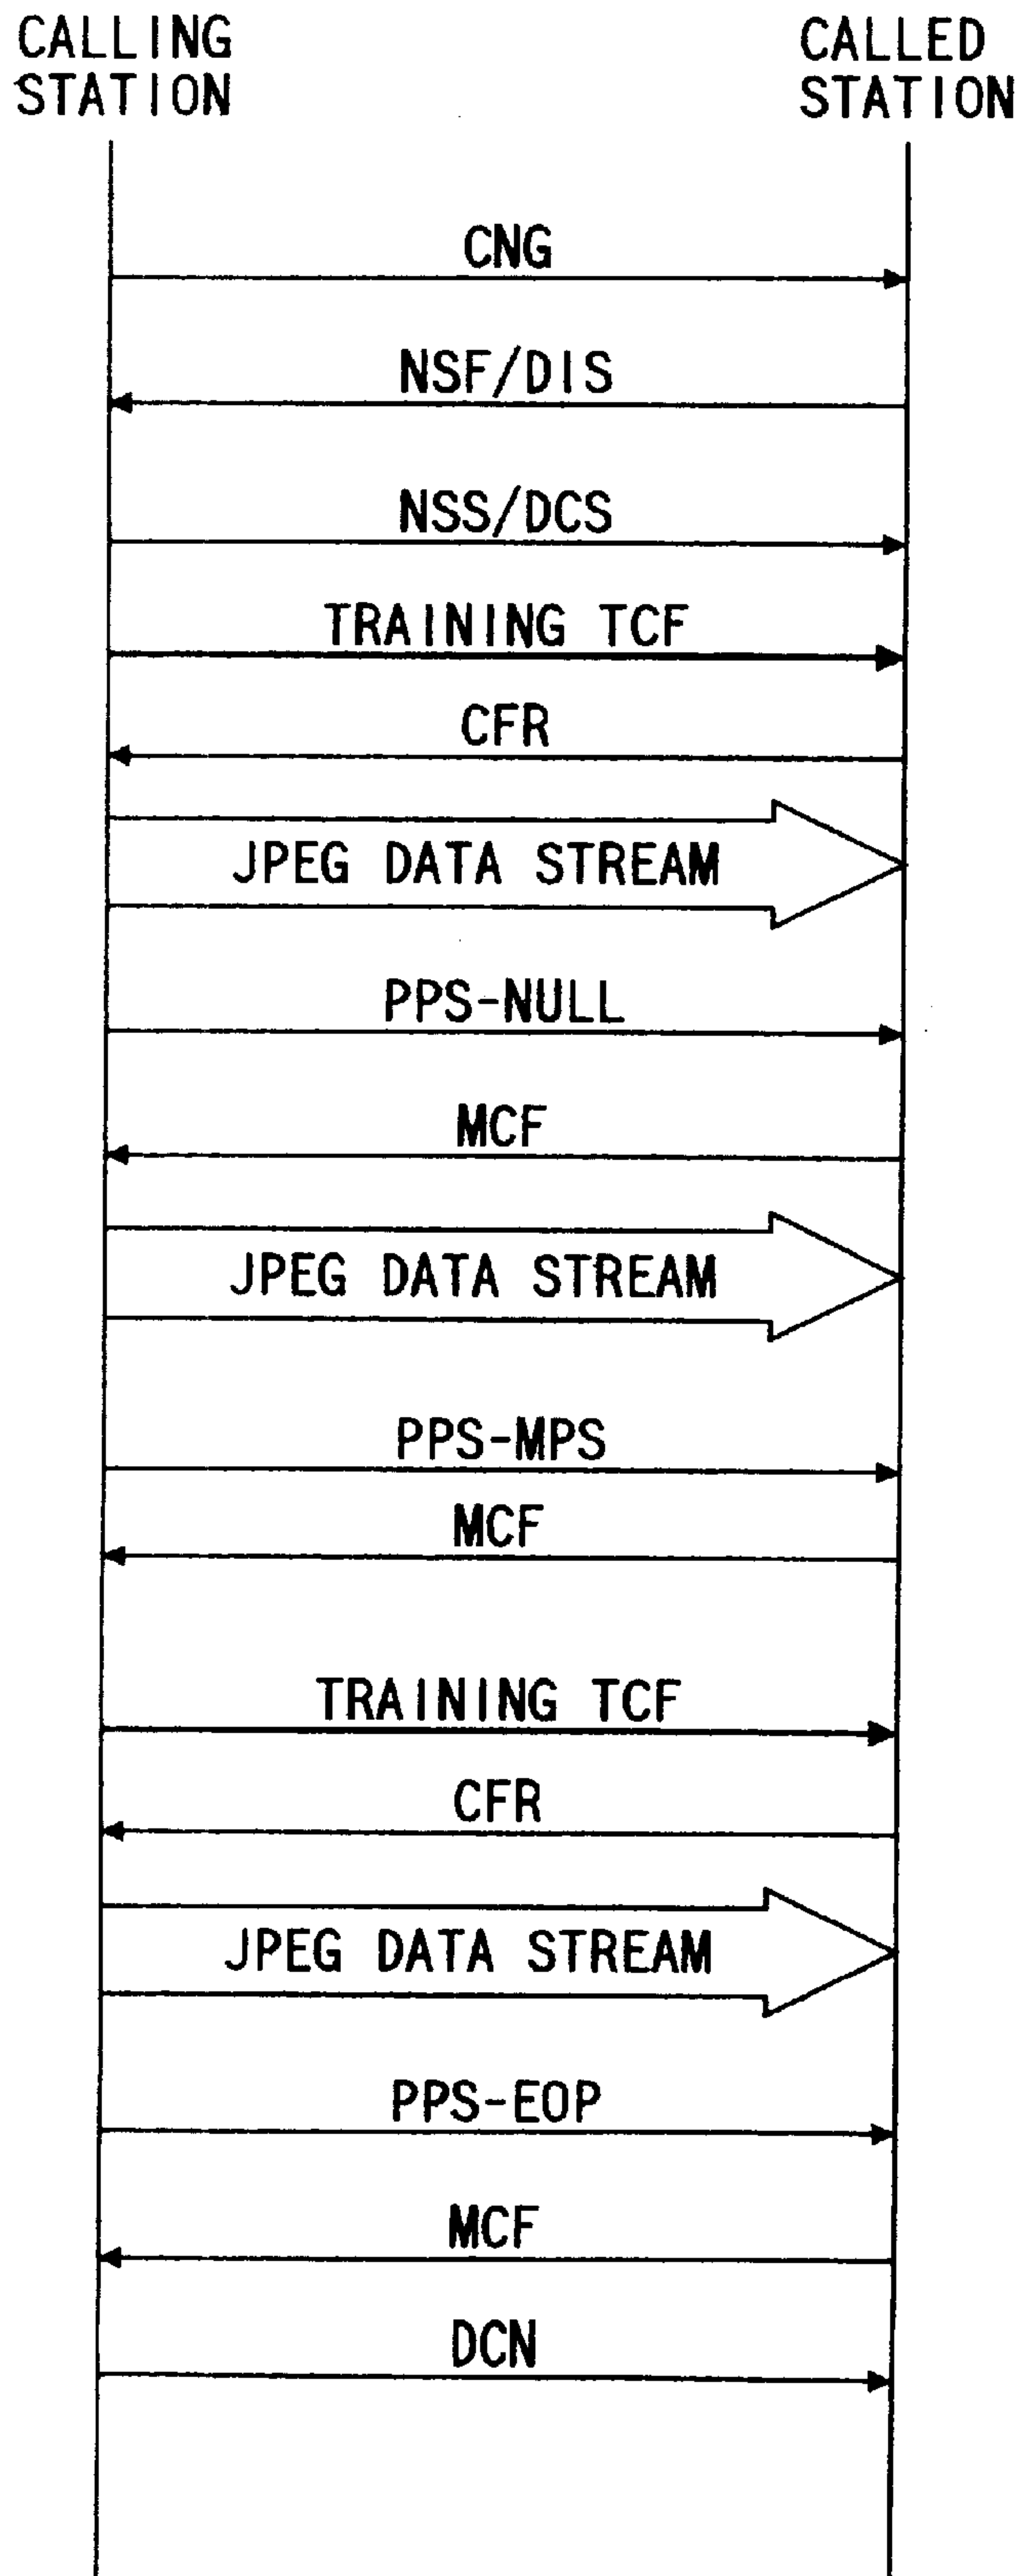 CALLING
STATION
CALLED
STATION
CNG
NSF/DIS
NSS/DCS
TRAINING TCF
CFR
JPEG DATA STREAM
PPS-NULL
MCF
JPEG DATA STREAM
PPS-MPS
MCF
TRAINING TCF
CFR
JPEG DATA STREAM
PPS-EOP
MCF
DCN